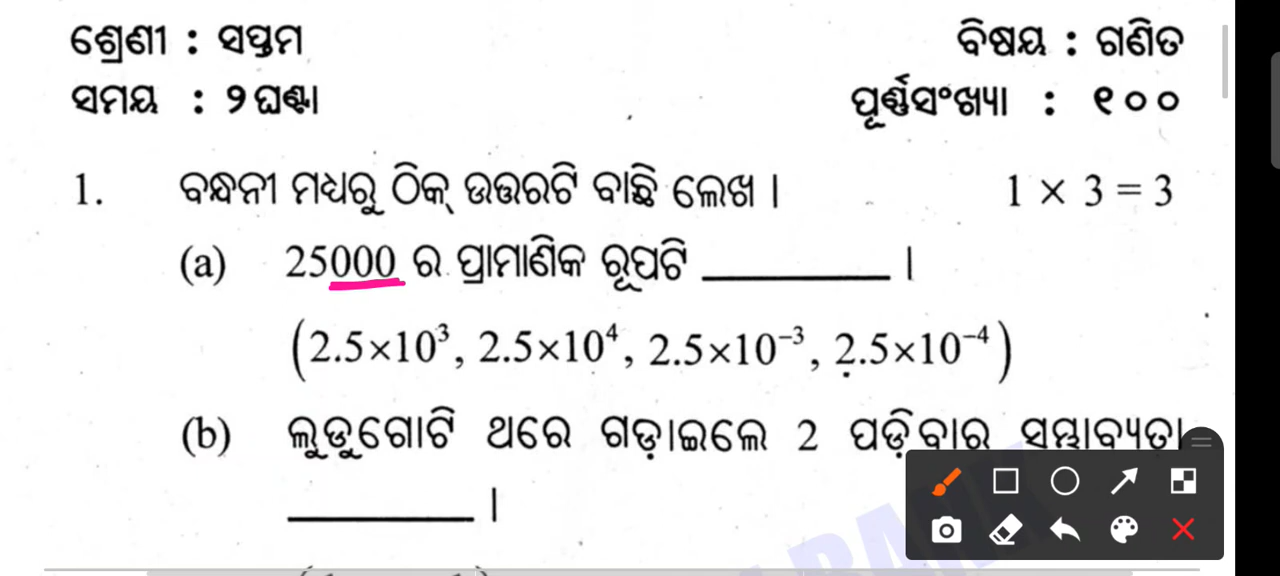 ଶ୍ରେଣୀ : ସପ୍ତମ ବିଷୟ : ଗଣିତ
ସମୟ : ୨ ଘଣ୍ଟା ପୂର୍ଣ୍ଣସଂଖ୍ୟା : ୧୦୦
1. ବନ୍ଧନୀ ମଧ୍ୟରୁ ଠିକ୍ ଉତ୍ତରଟି ବାଛି ଲେଖ । 1 × 3 = 3
(a) 25000 ର ପ୍ରାମାଣିକ ରୂପଟି __________ ।
(2.5×10³, 2.5×10⁴, 2.5×10⁻³, 2.5×10⁻⁴)
(b) ଲୁଡୁଗୋଟି ଥରେ ଗଡ଼ାଇଲେ 2 ପଡ଼ିବାର ସମ୍ଭାବ୍ୟତା
__________ ।